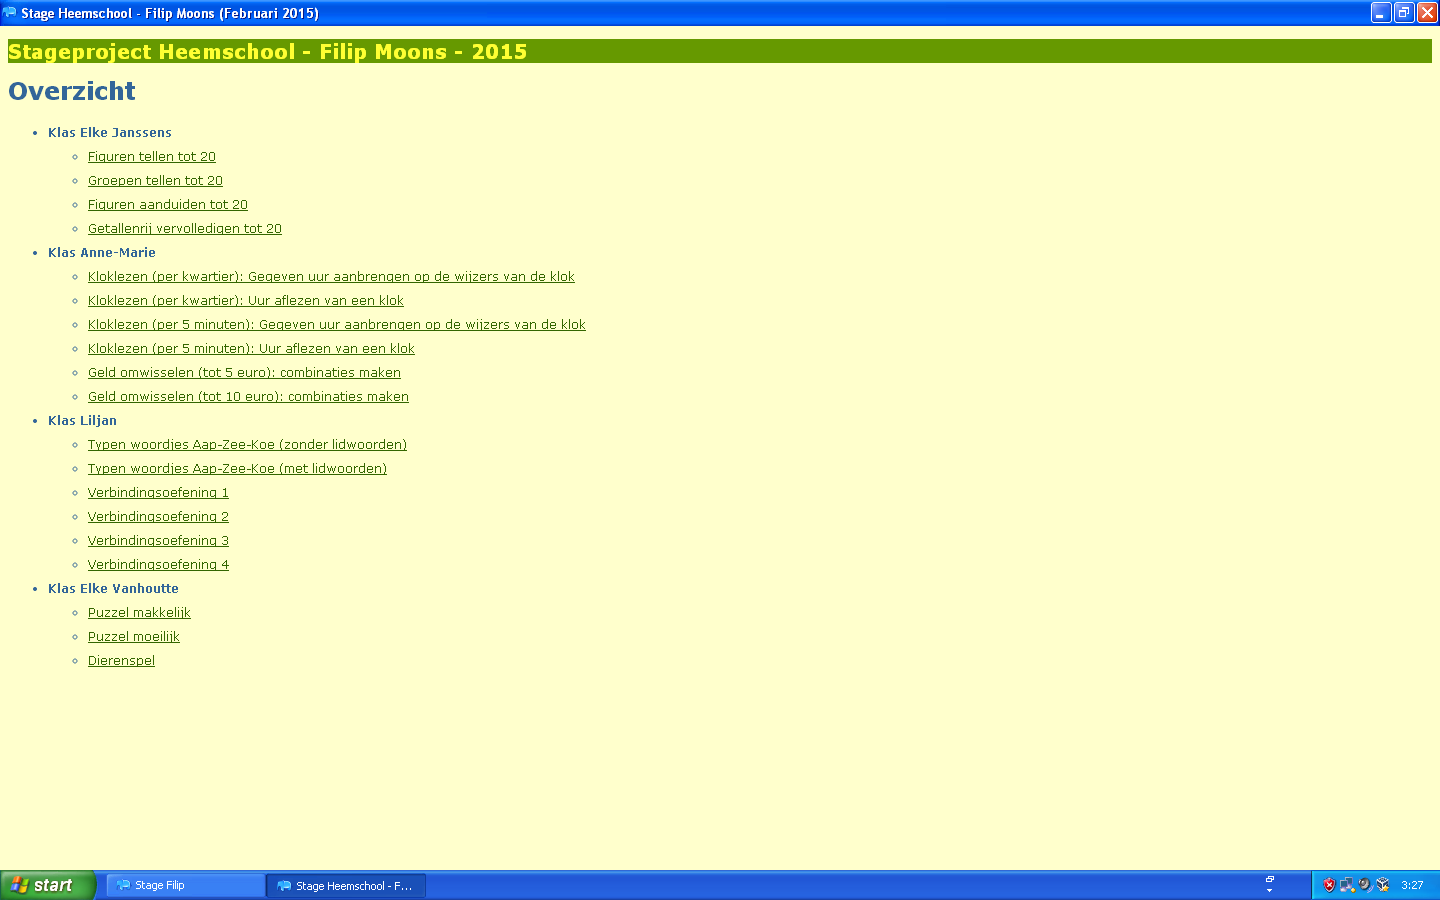 Stage Heemschool - Filip Moons (Februari 2015)
Stageproject Heemschool - Filip Moons - 2015
Overzicht
Klas Elke Janssens
Figuren tellen tot 20
Groepen tellen tot 20
Figuren aanduiden tot 20
Getallenrij vervolledigen tot 20
Klas Anne-Marie
Kloklezen (per kwartier): Gegeven uur aanbrengen op de wijzers van de klok
Kloklezen (per kwartier): Uur aflezen van een klok
Kloklezen (per 5 minuten): Gegeven uur aanbrengen op de wijzers van de klok
Kloklezen (per 5 minuten): Uur aflezen van een klok
Geld omwisselen (tot 5 euro): combinaties maken
Geld omwisselen (tot 10 euro): combinaties maken
Klas Liljan
Typen woordjes Aap-Zee-Koe (zonder lidwoorden)
Typen woordjes Aap-Zee-Koe (met lidwoorden)
Verbindingsoefening 1
Verbindingsoefening 2
Verbindingsoefening 3
Verbindingsoefening 4
Klas Elke Vanhoutte
Puzzel makkelijk
Puzzel moeilijk
Dierenspel
start
Stage Filip
Stage Heemschool - F...
3:27